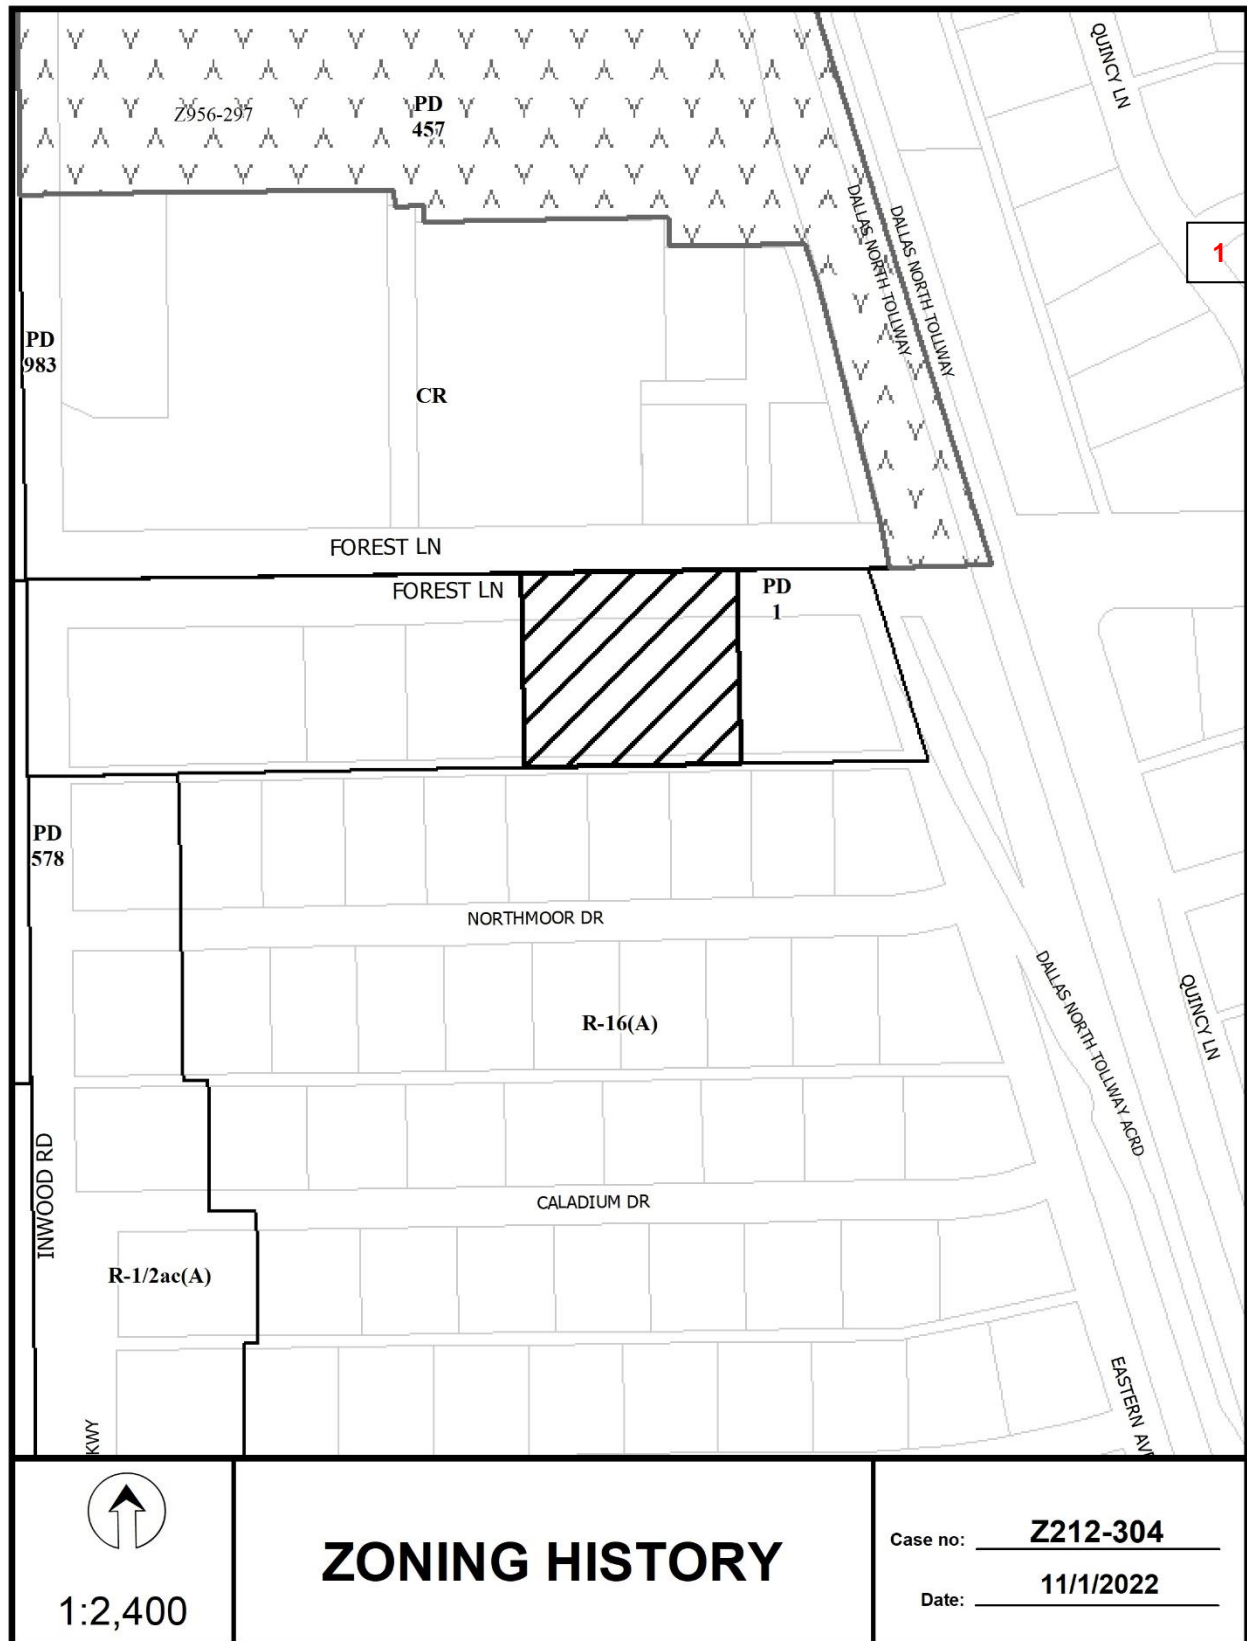 QUINCY LN
Z956-297
PD
457
DALLAS NORTH TOLLWAY
DALLAS NORTH TOLLWAY
1
PD
983
CR
FOREST LN
FOREST LN
PD
1
PD
578
NORTHMOOR DR
R-16(A)
DALLAS NORTH TOLLWAY ACRD
QUINCY LN
INWOOD RD
CALADIUM DR
R-1/2ac(A)
EASTERN AVE
KWY
1:2,400
ZONING HISTORY
Case no: Z212-304
Date: 11/1/2022